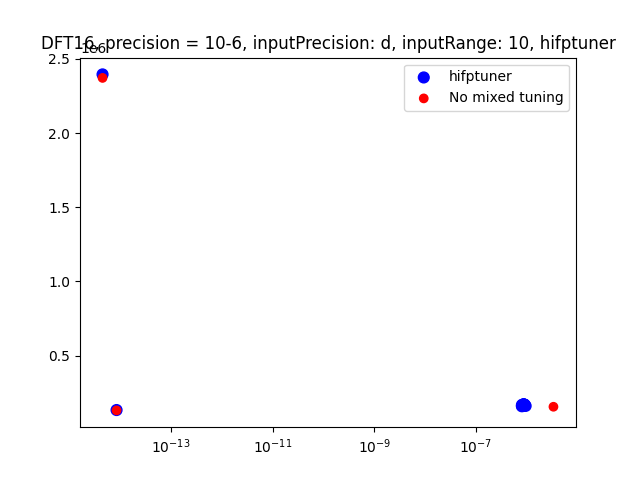 DFT16, precision = 10-6, inputPrecision: d, inputRange: 10, hifptuner
1e6
2.5
2.0
1.5
1.0
0.5
hifptuner
No mixed tuning
10⁻¹³ 10⁻¹¹ 10⁻⁹ 10⁻⁷